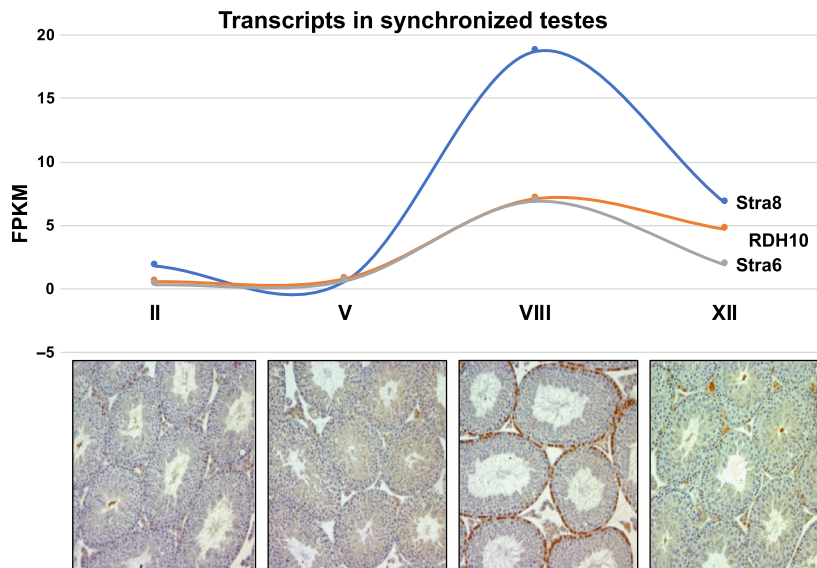 Transcripts in synchronized testes
20
15
10
5
0
–5
FPKM
Stra8
RDH10
Stra6
II V VIII XII